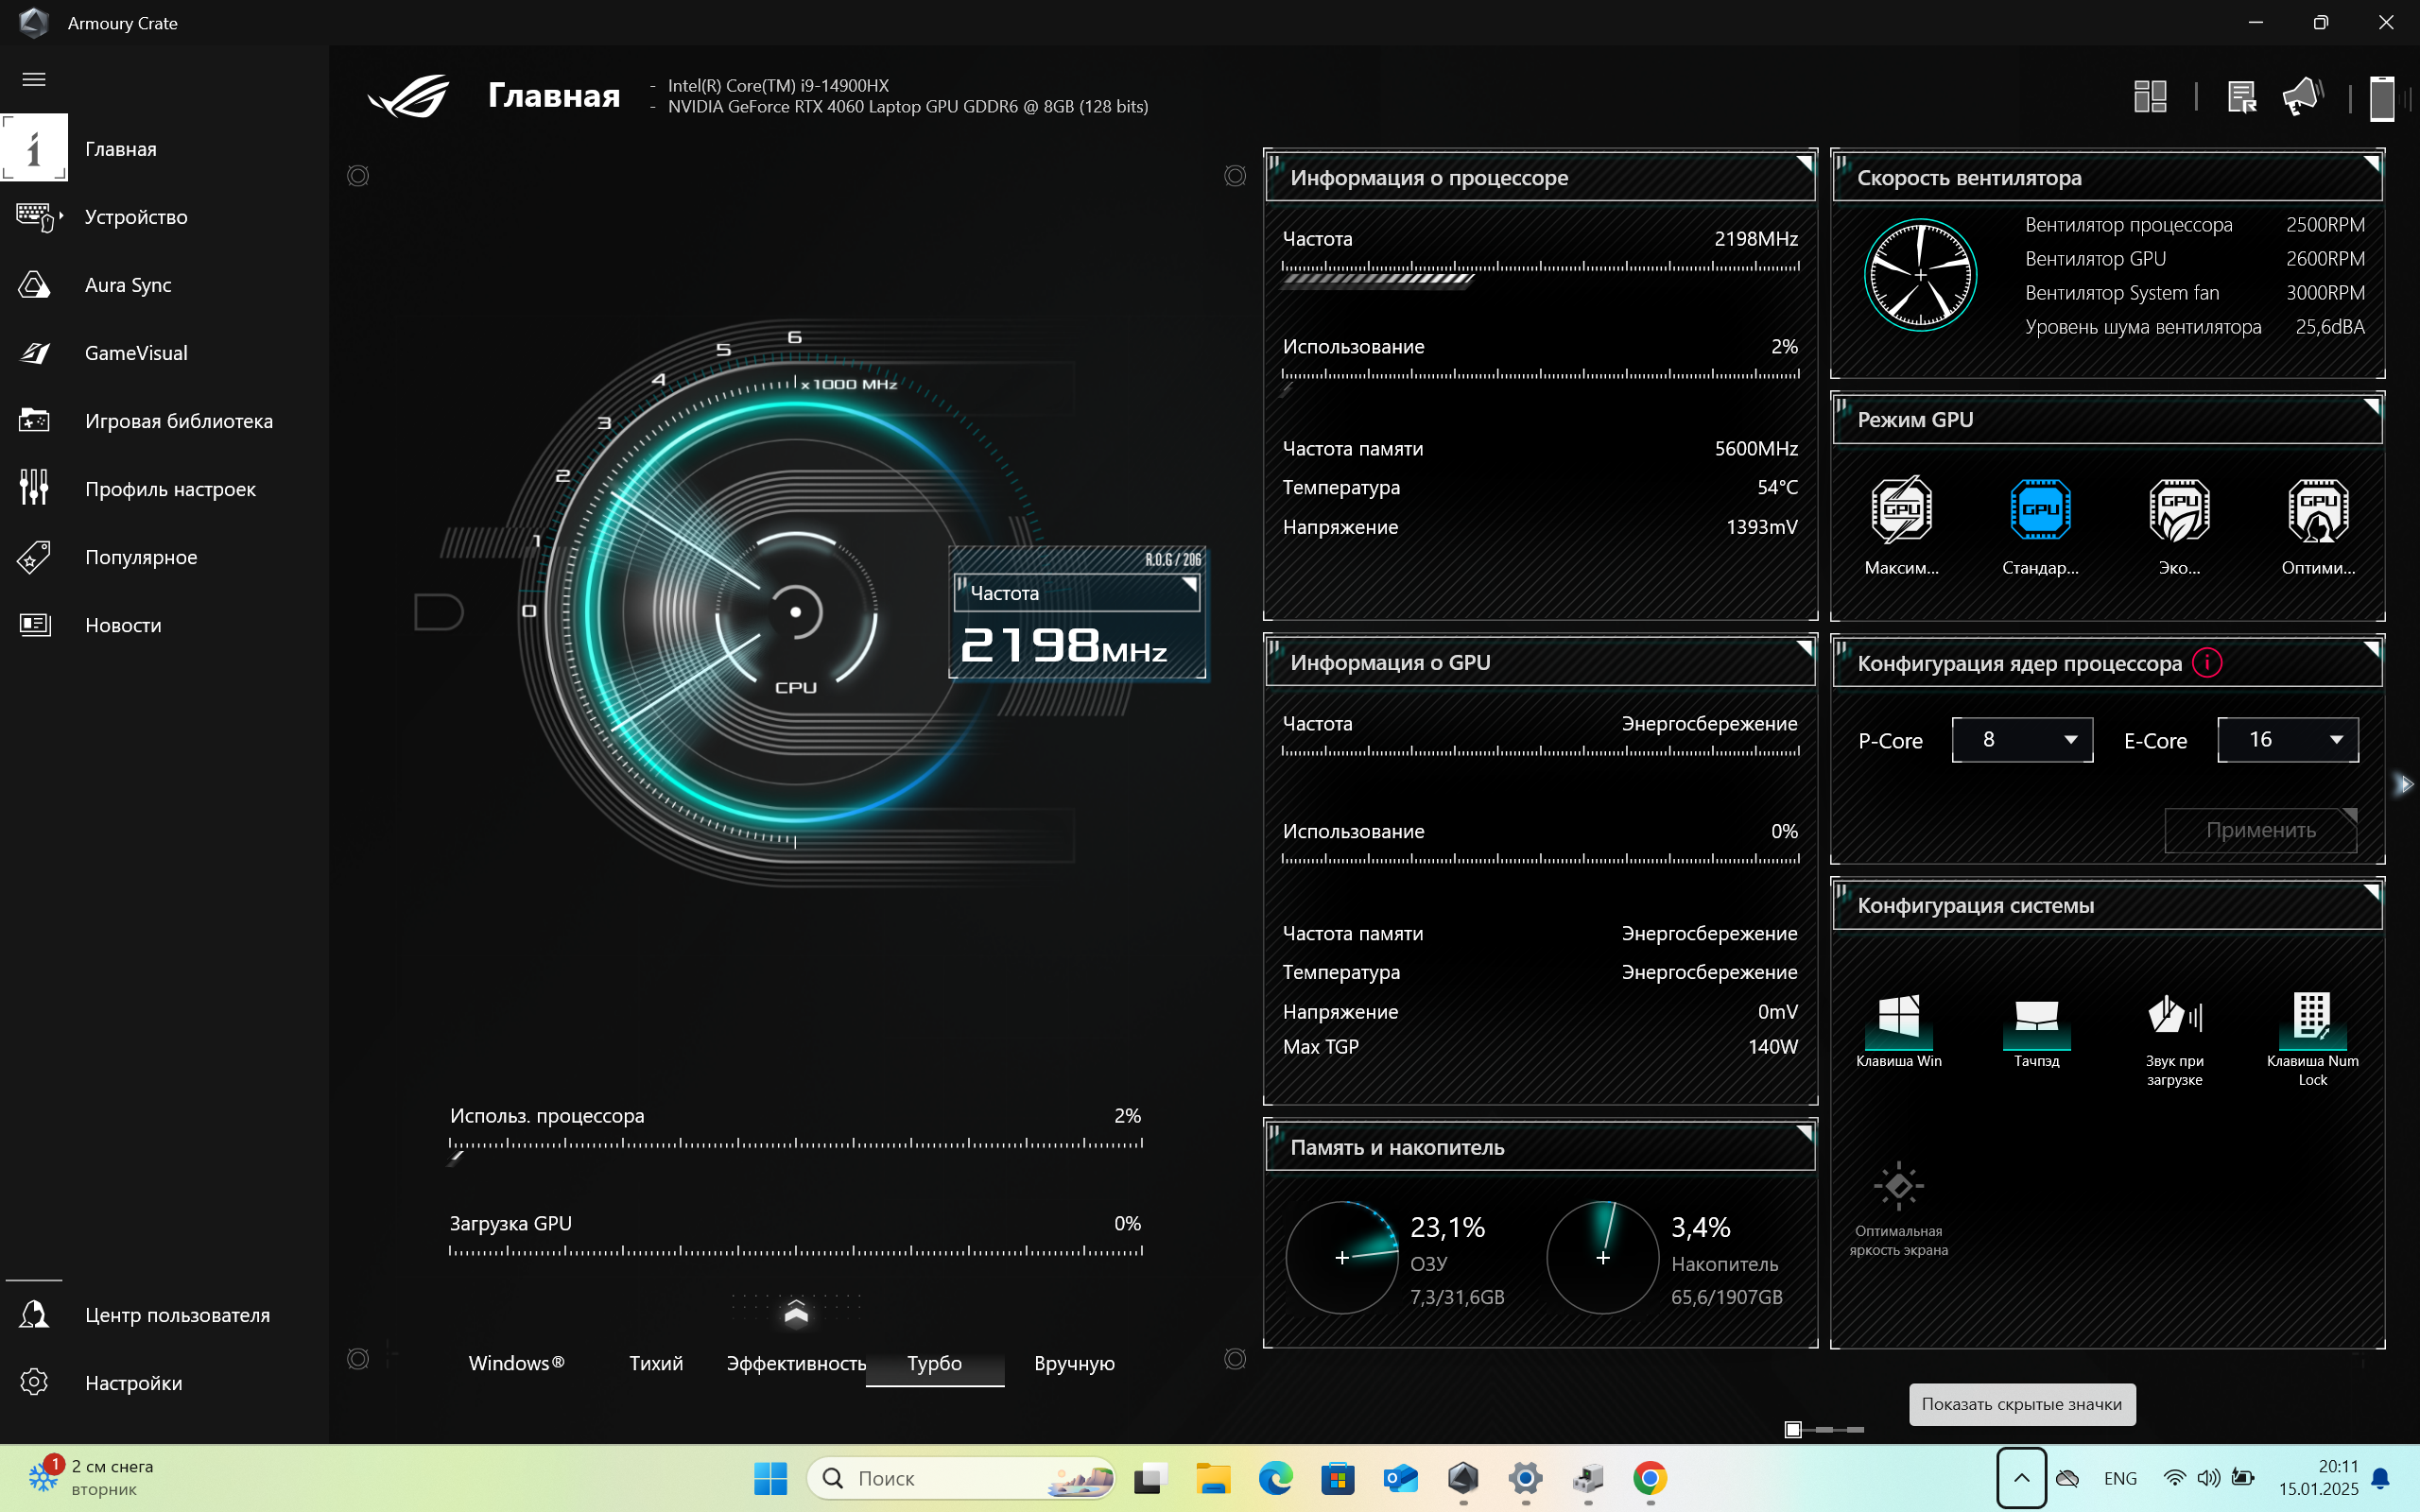 Armoury Crate
Главная
- Intel(R) Core(TM) i9-14900HX
- NVIDIA GeForce RTX 4060 Laptop GPU GDDR6 @ 8GB (128 bits)
Главная
Устройство
Aura Sync
GameVisual
Игровая библиотека
Профиль настроек
Популярное
Новости
Центр пользователя
Настройки
6
5
4
3
2
1
0
x1000 MHz
CPU
R.O.G / 206
Частота
2198MHz
Использ. процессора 2%
Загрузка GPU 0%
Windows® Тихий Эффективность Турбо Вручную
Информация о процессоре
Частота 2198MHz
Использование 2%
Частота памяти 5600MHz
Температура 54°C
Напряжение 1393mV
Информация о GPU
Частота Энергосбережение
Использование 0%
Частота памяти Энергосбережение
Температура Энергосбережение
Напряжение 0mV
Max TGP 140W
Память и накопитель
23,1%
ОЗУ
7,3/31,6GB
3,4%
Накопитель
65,6/1907GB
Скорость вентилятора
Вентилятор процессора 2500RPM
Вентилятор GPU 2600RPM
Вентилятор System fan 3000RPM
Уровень шума вентилятора 25,6dBA
Режим GPU
GPU GPU GPU GPU
Максим... Стандар... Эко... Оптими...
Конфигурация ядер процессора
P-Core 8 E-Core 16
Применить
Конфигурация системы
Клавиша Win
Тачпэд
Звук при
загрузке
Клавиша Num
Lock
Оптимальная
яркость экрана
Показать скрытые значки
1
2 см снега
вторник
Поиск
ENG
20:11
15.01.2025